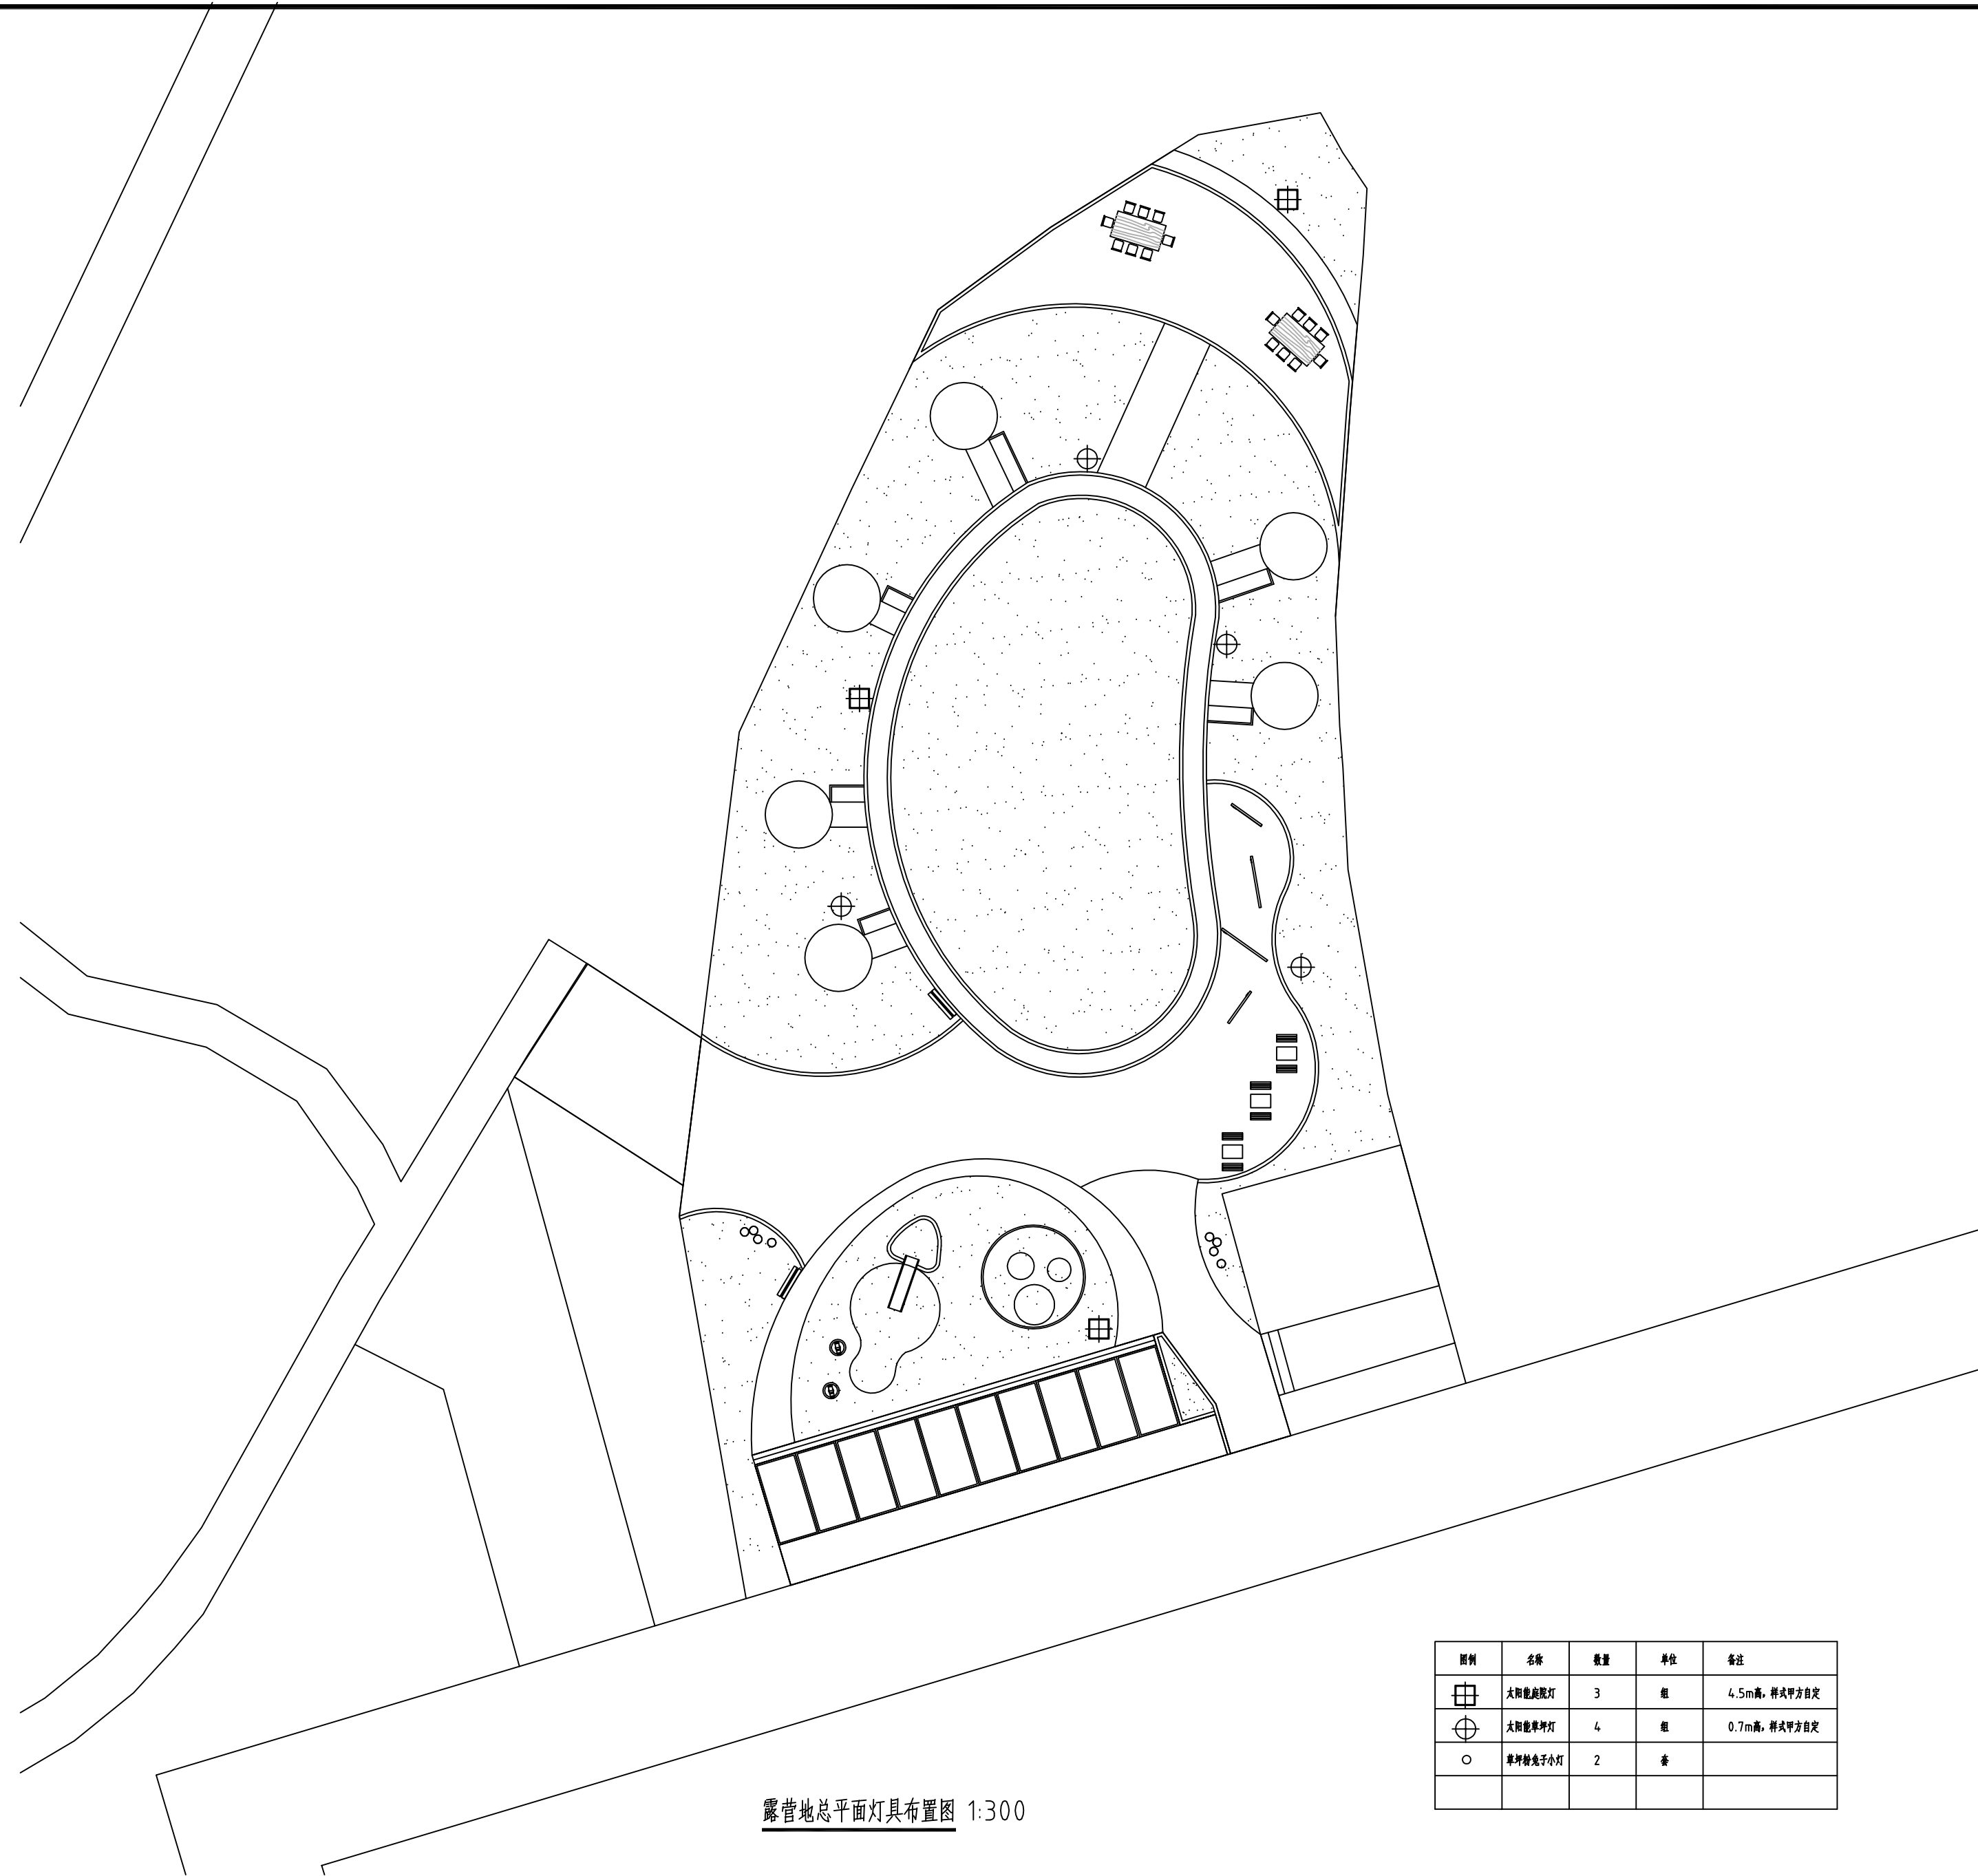 图例 名称 数量 单位 备注
太阳能庭院灯 3 组 4.5m高，样式甲方自定
太阳能草坪灯 4 组 0.7m高，样式甲方自定
草坪粉兔子小灯 2 套
露营地总平面灯具布置图 1:300